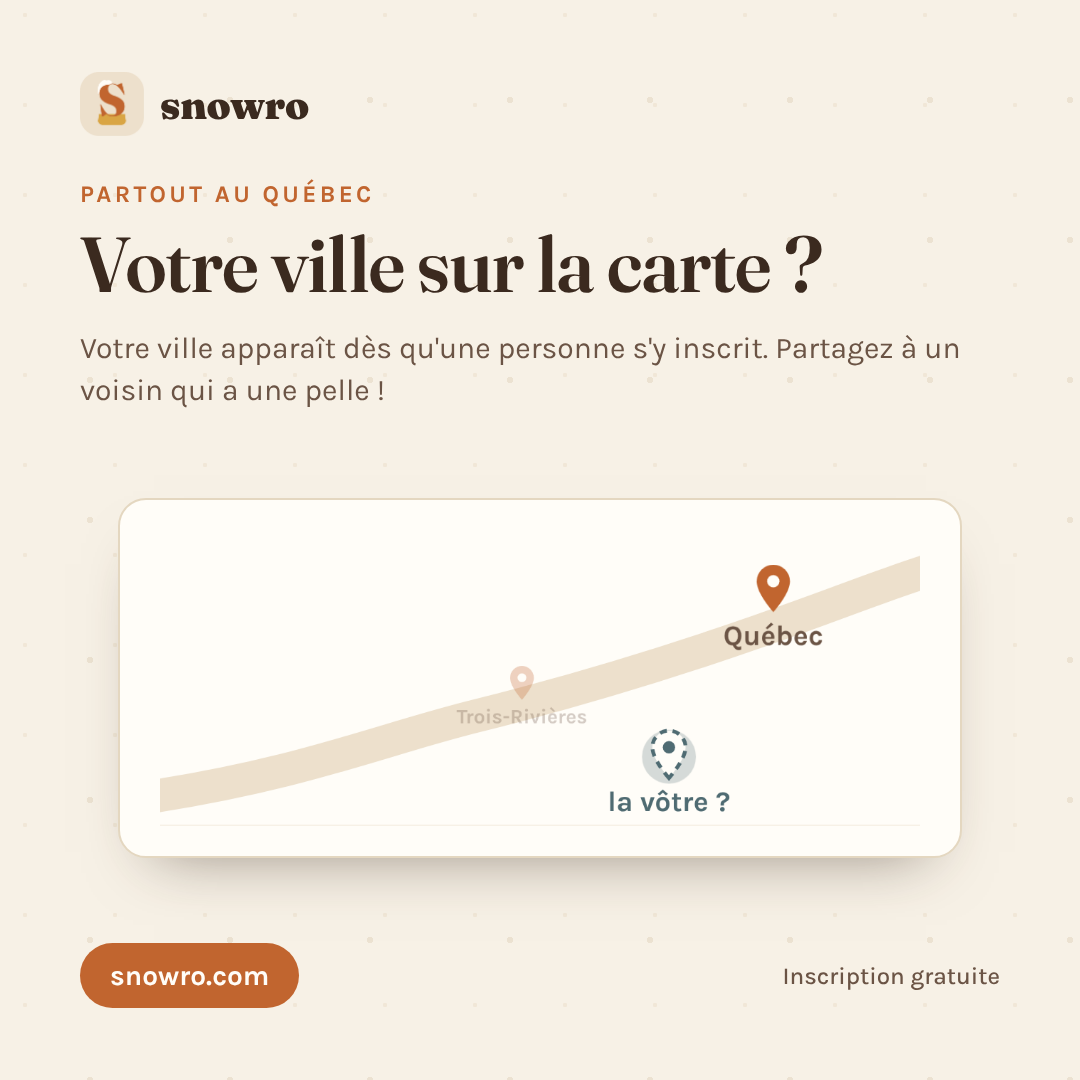 snowro
PARTOUT AU QUÉBEC
Votre ville sur la carte ?
Votre ville apparaît dès qu'une personne s'y inscrit. Partagez à un
voisin qui a une pelle !
Québec
Trois-Rivières
la vôtre ?
snowro.com
Inscription gratuite